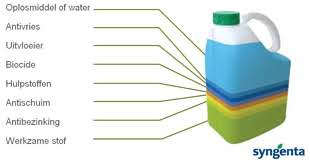 Oplosmiddel of water
Antivries
Uitvloeier
Biocide
Hulpstoffen
Antischuim
Antibezinking
Werkzame stof
syngenta